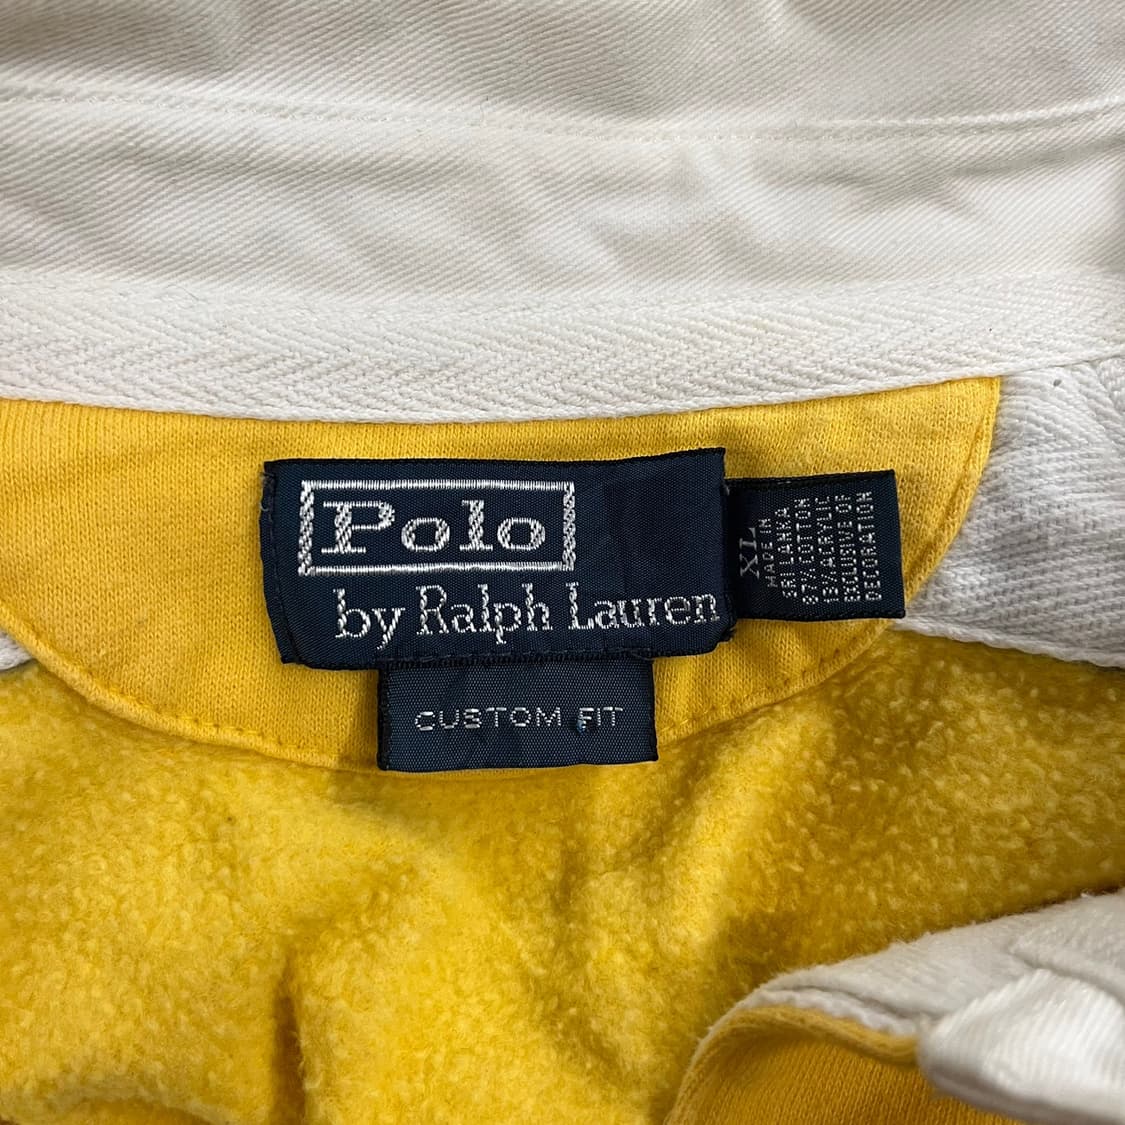 Polo
by Ralph Lauren
CUSTOM FIT
XL
MADE IN
SRI LANKA
87% COTTON
13% ACRYLIC
EXCLUSIVE OF
DECORATION